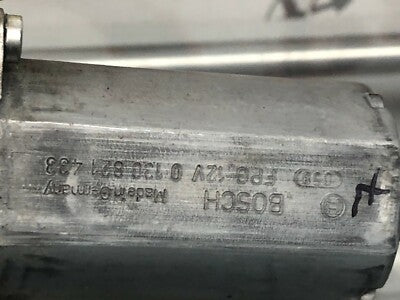 BOSCH Made in Germany
FPG 12V 0 130 821 433